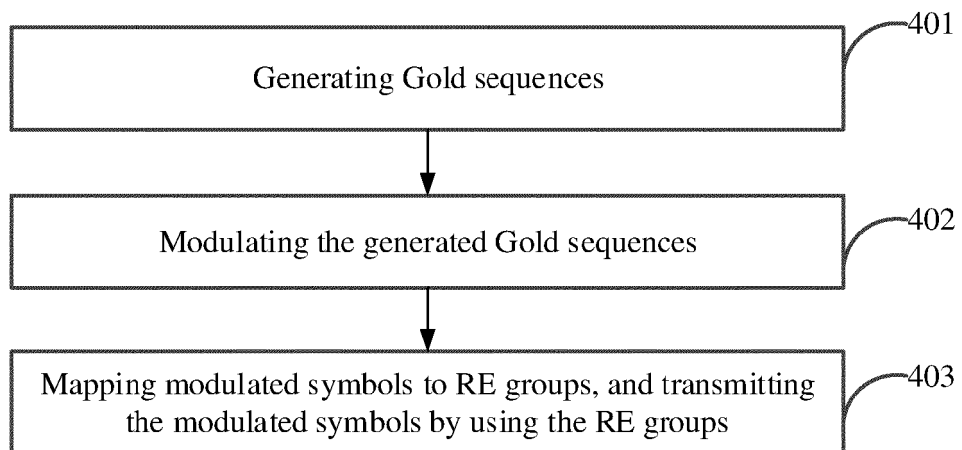 401
Generating Gold sequences
402
Modulating the generated Gold sequences
403
Mapping modulated symbols to RE groups, and transmitting
the modulated symbols by using the RE groups